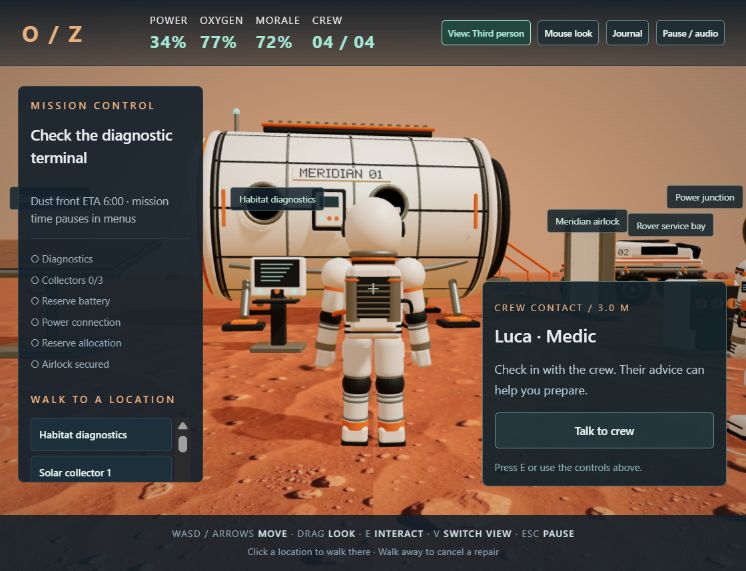 O / Z
POWER OXYGEN MORALE CREW
34% 77% 72% 04 / 04
View: Third person
Mouse look
Journal
Pause / audio
MISSION CONTROL
Check the diagnostic
terminal
Dust front ETA 6:00 · mission
time pauses in menus
Diagnostics
Collectors 0/3
Reserve battery
Power connection
Reserve allocation
Airlock secured
WALK TO A LOCATION
Habitat diagnostics
Solar collector 1
MERIDIAN 01
Habitat diagnostics
Power junction
Meridian airlock
Rover service bay
02
CREW CONTACT / 3.0 M
Luca · Medic
Check in with the crew. Their advice can
help you prepare.
Talk to crew
Press E or use the controls above.
WASD / ARROWS MOVE · DRAG LOOK · E INTERACT · V SWITCH VIEW · ESC PAUSE
Click a location to walk there · Walk away to cancel a repair